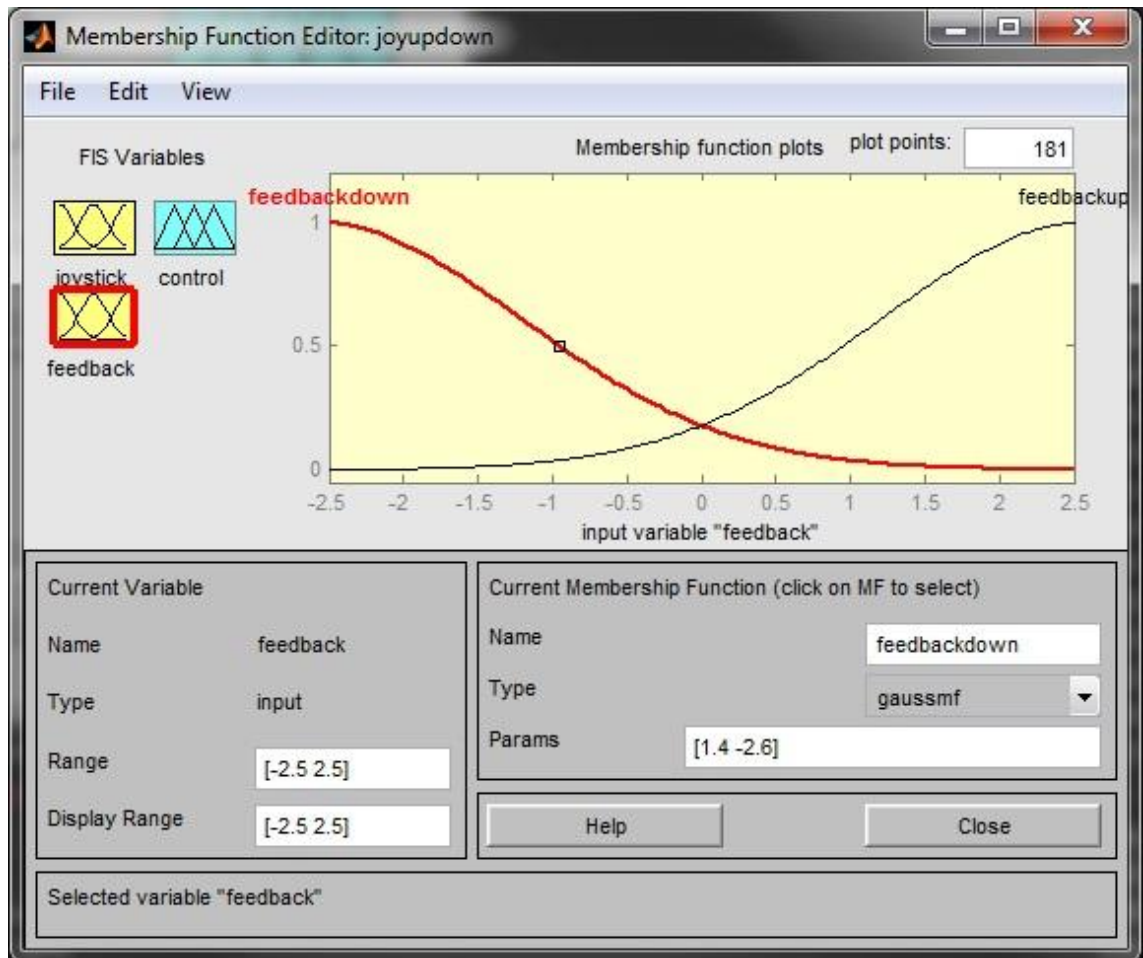 Membership Function Editor: joyupdown
File Edit View
FIS Variables
Membership function plots plot points: 181
feedbackdown
feedbackup
joystick control
feedback
1
0.5
0
-2.5 -2 -1.5 -1 -0.5 0 0.5 1 1.5 2 2.5
input variable "feedback"
Current Variable
Name feedback
Type input
Range [-2.5 2.5]
Display Range [-2.5 2.5]
Current Membership Function (click on MF to select)
Name feedbackdown
Type gaussmf
Params [1.4 -2.6]
Help Close
Selected variable "feedback"